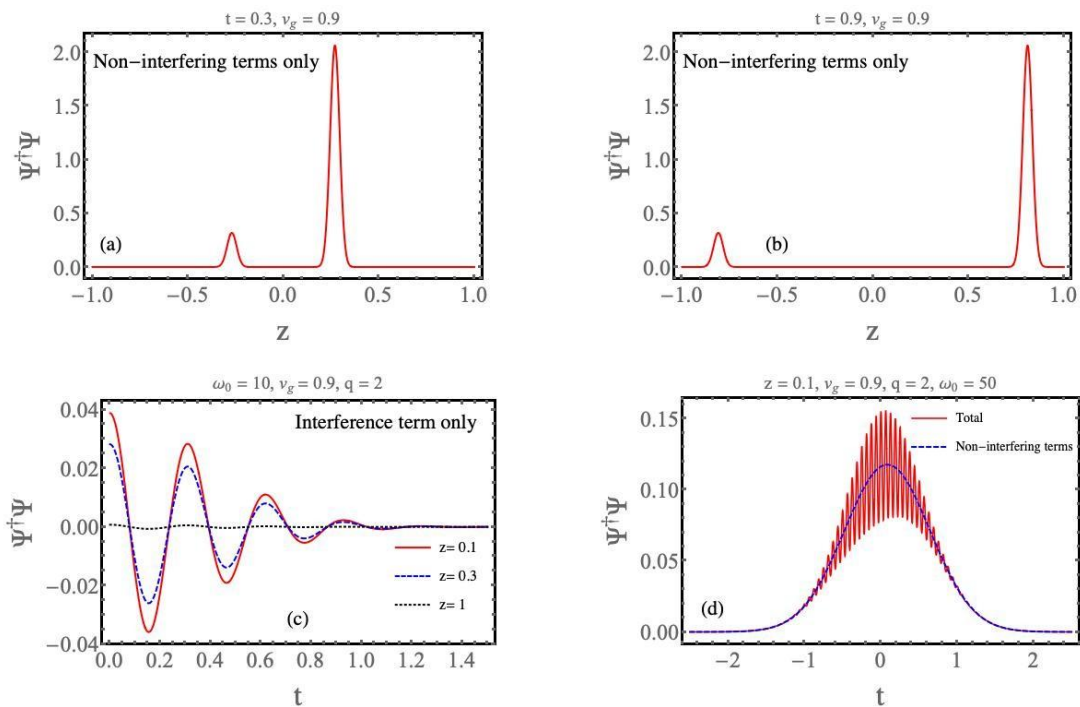 t = 0.3, v_g = 0.9
Non−interfering terms only
2.0
1.5
1.0
0.5
0.0
Ψ†Ψ
(a)
−1.0 −0.5 0.0 0.5 1.0
z
t = 0.9, v_g = 0.9
Non−interfering terms only
2.0
1.5
1.0
0.5
0.0
Ψ†Ψ
(b)
−1.0 −0.5 0.0 0.5 1.0
z
ω₀ = 10, v_g = 0.9, q = 2
Interference term only
0.04
0.02
0.00
−0.02
−0.04
Ψ†Ψ
z= 0.1
z= 0.3
z= 1
(c)
0.0 0.2 0.4 0.6 0.8 1.0 1.2 1.4
t
z = 0.1, v_g = 0.9, q = 2, ω₀ = 50
Total
Non−interfering terms
0.15
0.10
0.05
0.00
Ψ†Ψ
(d)
−2 −1 0 1 2
t